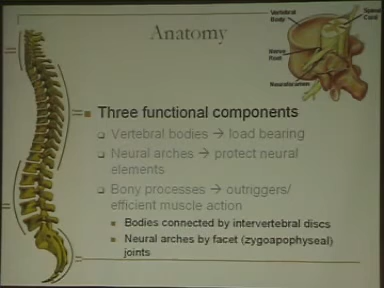 Anatomy
Vertebral
Body
Spinal
Cord
Nerve
Root
Three functional components
Vertebral bodies → load bearing
Neural arches → protect neural
elements
Bony processes → outriggers/
efficient muscle action
Bodies connected by intervertebral discs
Neural arches by facet (zygoapophyseal)
joints